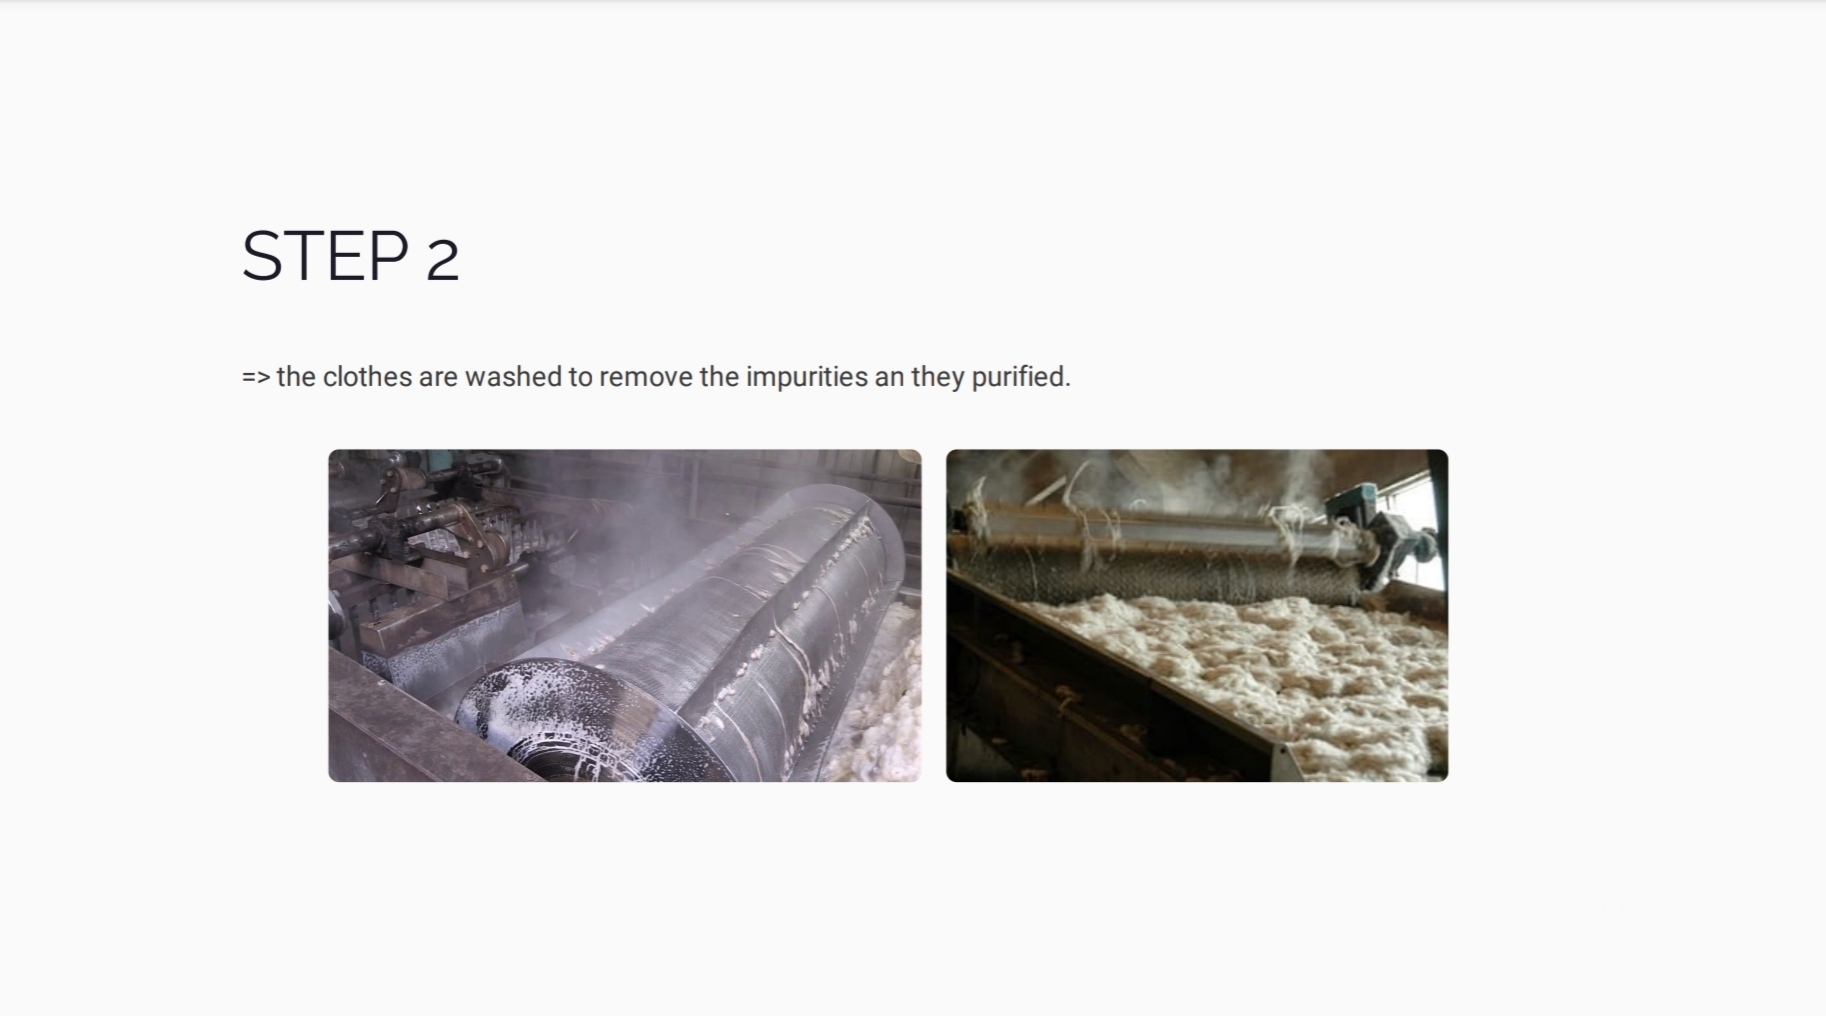 STEP 2
=> the clothes are washed to remove the impurities an they purified.